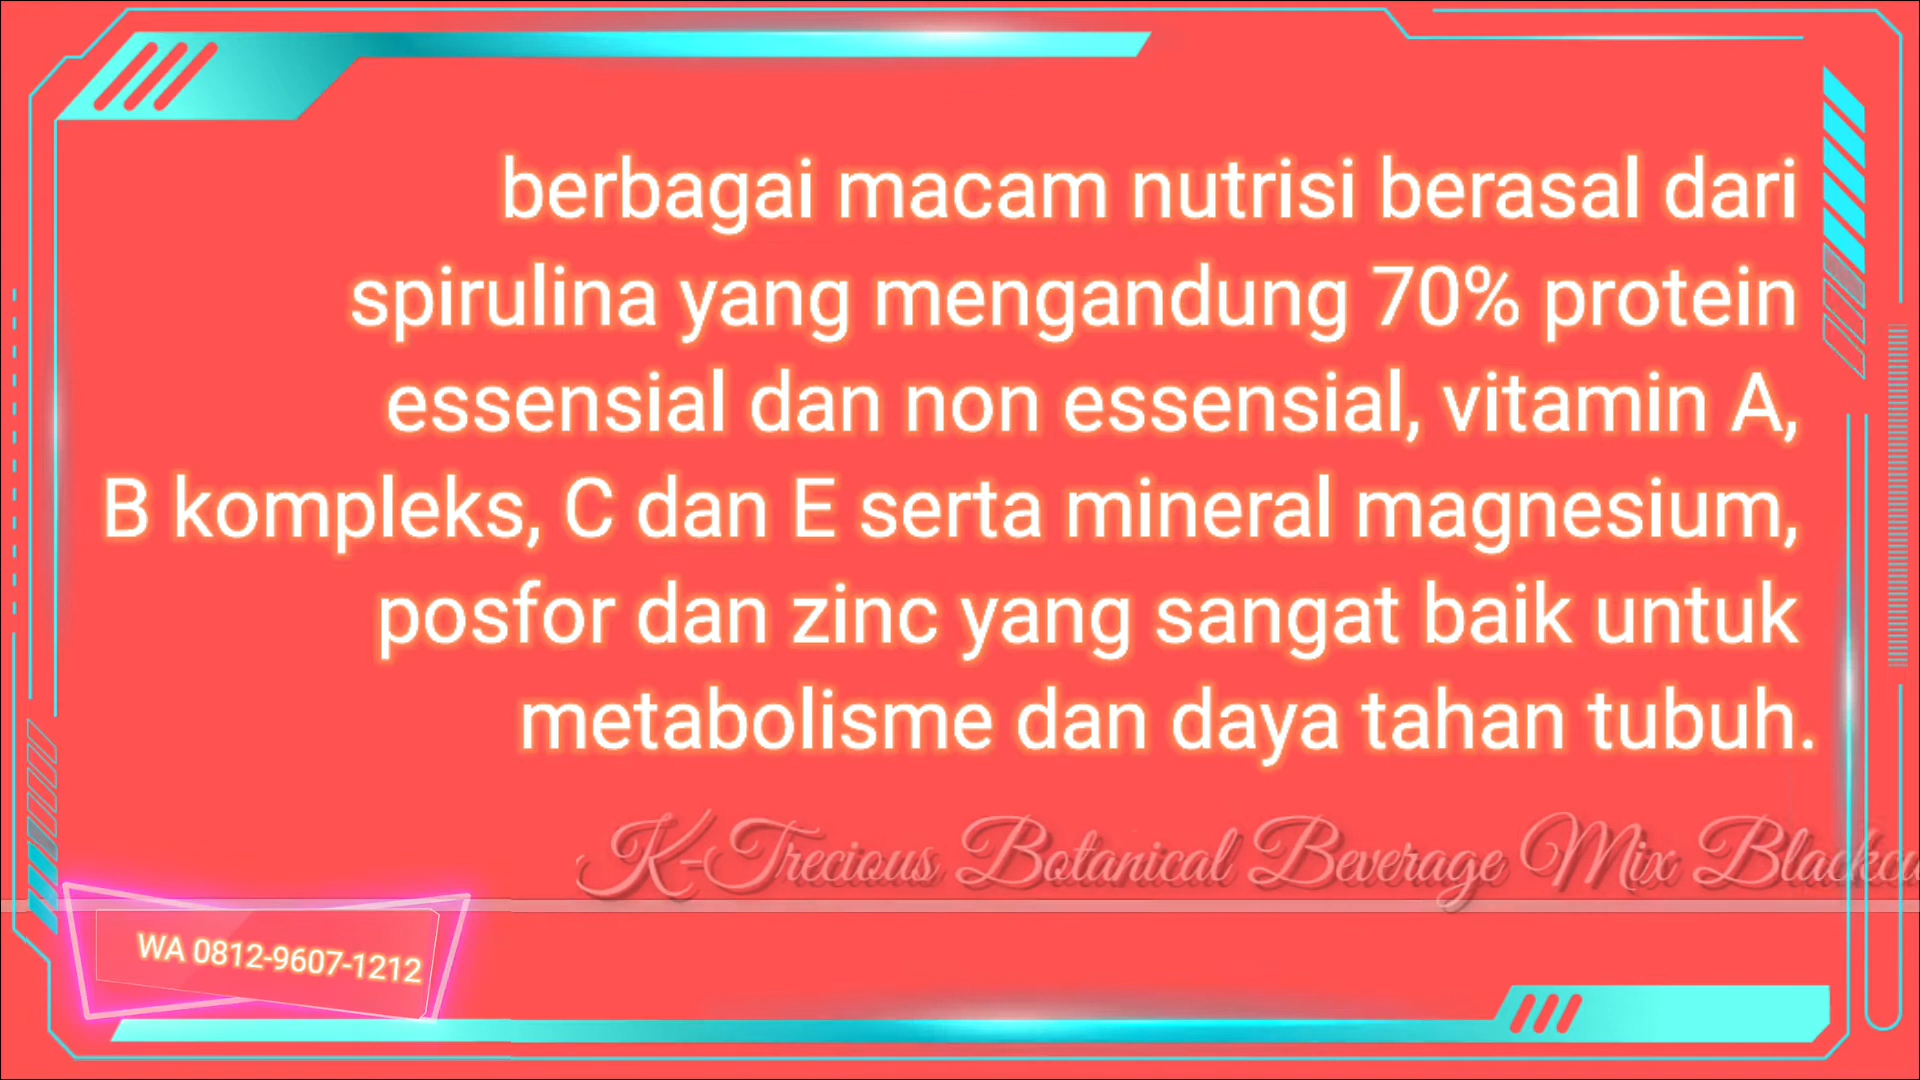 berbagai macam nutrisi berasal dari
spirulina yang mengandung 70% protein
essensial dan non essensial, vitamin A,
B kompleks, C dan E serta mineral magnesium,
posfor dan zinc yang sangat baik untuk
metabolisme dan daya tahan tubuh.
K-Trecious Botanical Beverage Mix
WA 0812-9607-1212